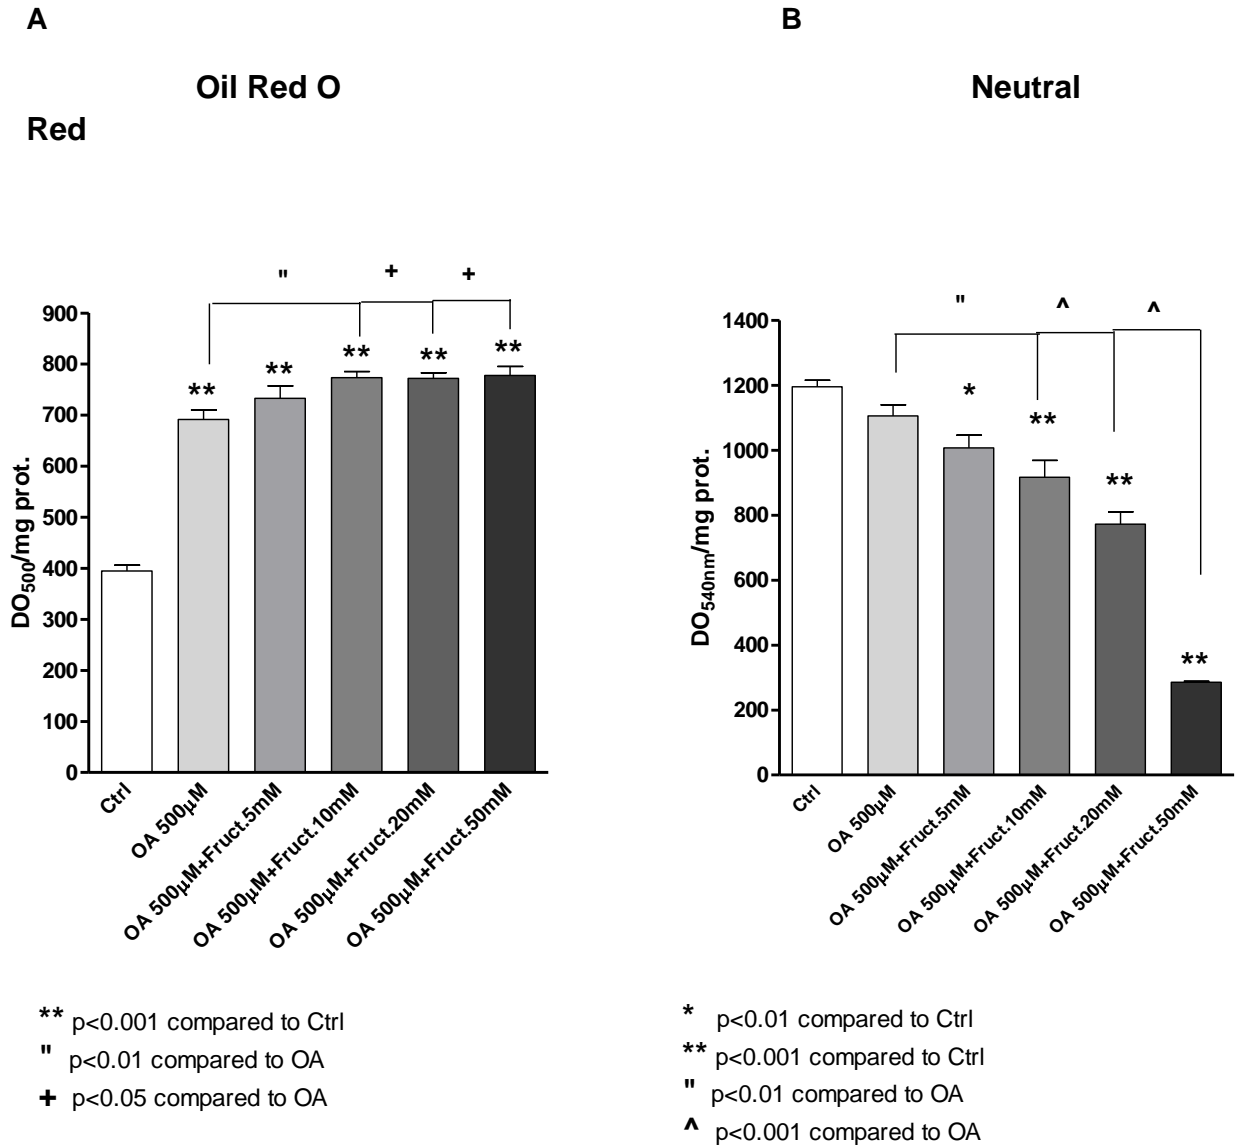 A
B
Oil Red O
Neutral
Red
"
+
+
900
800
700
600
500
400
300
200
100
0
DO500/mg prot.
**
**
**
**
**
Ctrl
OA 500µM
OA 500µM+Fruct.5mM
OA 500µM+Fruct.10mM
OA 500µM+Fruct.20mM
OA 500µM+Fruct.50mM
** p<0.001 compared to Ctrl
" p<0.01 compared to OA
+ p<0.05 compared to OA
"
^
^
1400
1200
1000
800
600
400
200
0
DO540nm/mg prot.
*
**
**
**
Ctrl
OA 500µM
OA 500µM+Fruct.5mM
OA 500µM+Fruct.10mM
OA 500µM+Fruct.20mM
OA 500µM+Fruct.50mM
* p<0.01 compared to Ctrl
** p<0.001 compared to Ctrl
" p<0.01 compared to OA
^ p<0.001 compared to OA